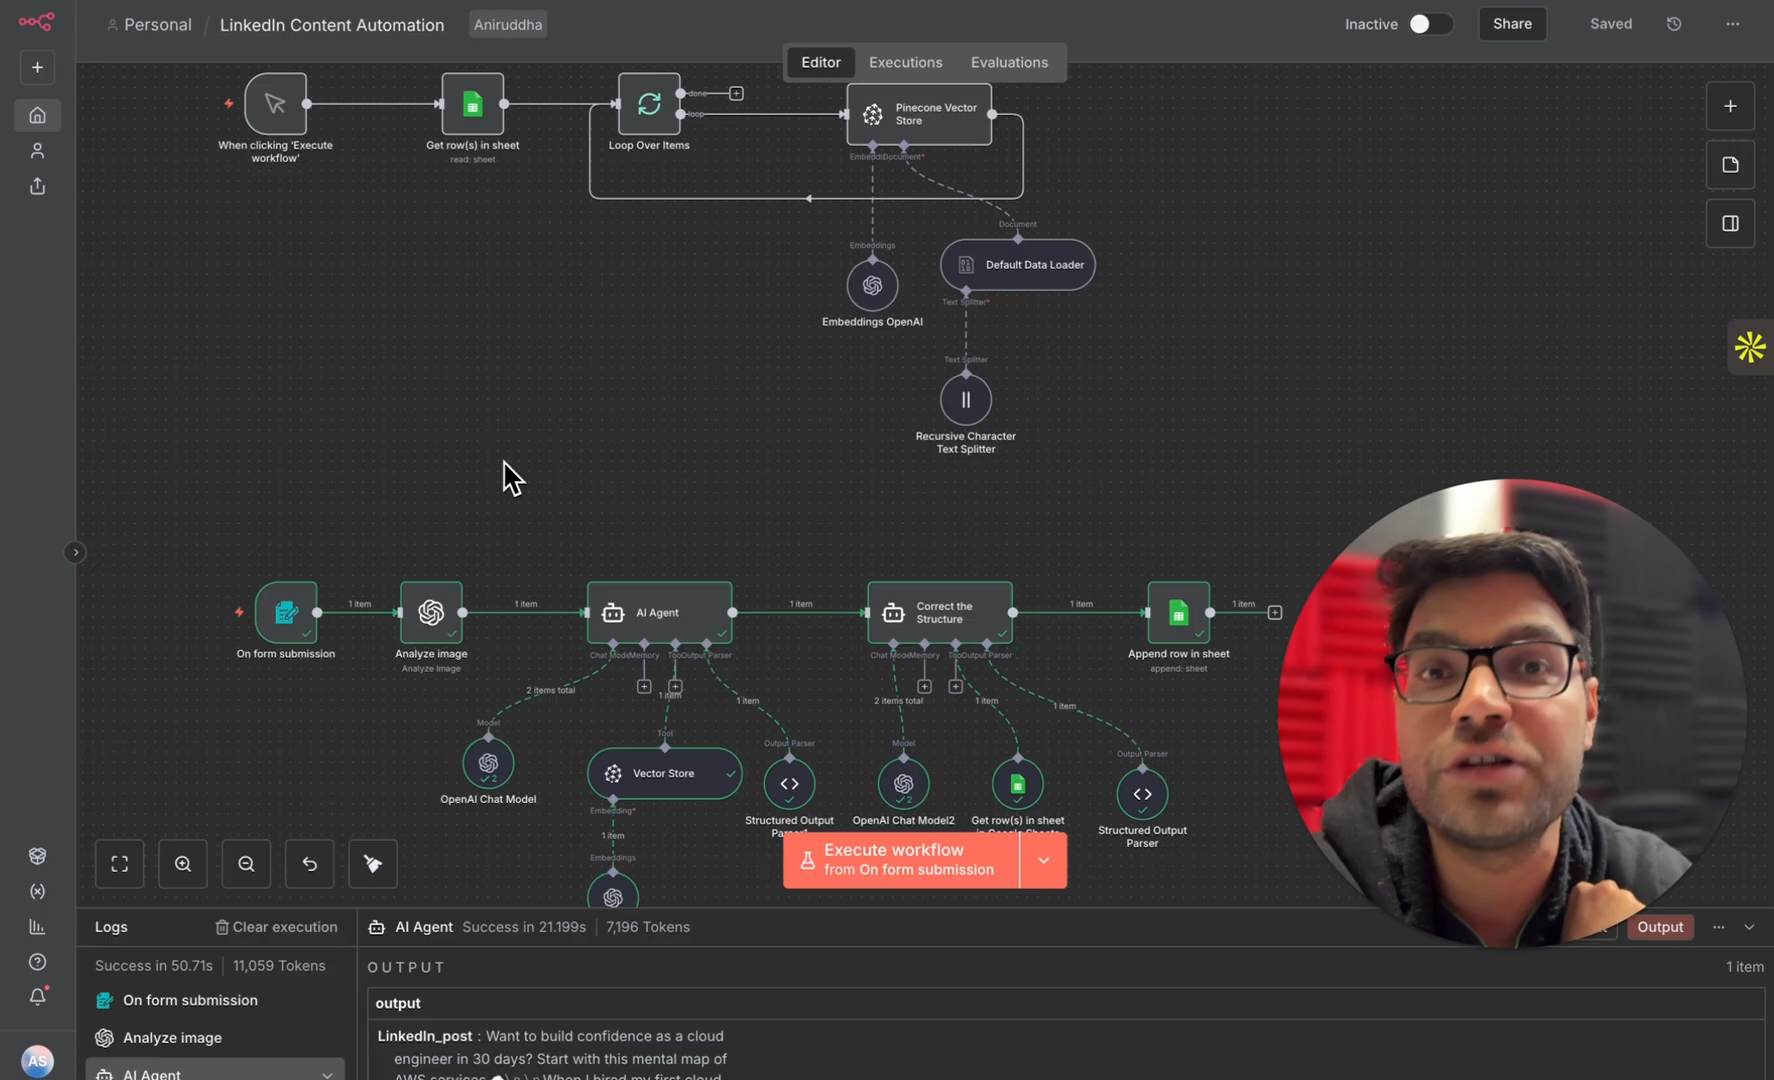 Personal / LinkedIn Content Automation Aniruddha
Inactive
Share
Saved
Editor Executions Evaluations
When clicking ‘Execute
workflow’
Get row(s) in sheet
read: sheet
Loop Over Items
done
loop
Pinecone Vector
Store
Document*
Document
Default Data Loader
Text Splitter*
Embeddings
Embeddings OpenAI
Text Splitter
Recursive Character
Text Splitter
On form submission
1 item
Analyze image
Analyze Image
1 item
AI Agent
1 item
Correct the
Structure
1 item
Append row in sheet
append: sheet
1 item
Memory
Output Parser
Memory
Output Parser
2 items total
1 item
1 item
2 items total
1 item
1 item
Model
OpenAI Chat Model
Tool
Vector Store
Embedding*
1 item
Embeddings
Output Parser
Structured Output
Model
OpenAI Chat Model2
Get row(s) in sheet
Output Parser
Structured Output
Parser
Execute workflow
from On form submission
Logs
Clear execution
AI Agent Success in 21.199s | 7,196 Tokens
Output
Success in 50.71s | 11,059 Tokens
OUTPUT
1 item
On form submission
output
Analyze image
LinkedIn_post : Want to build confidence as a cloud
engineer in 30 days? Start with this mental map of
AI Agent
AWS services ☁️\n\nWhen I hired my first cloud
AS